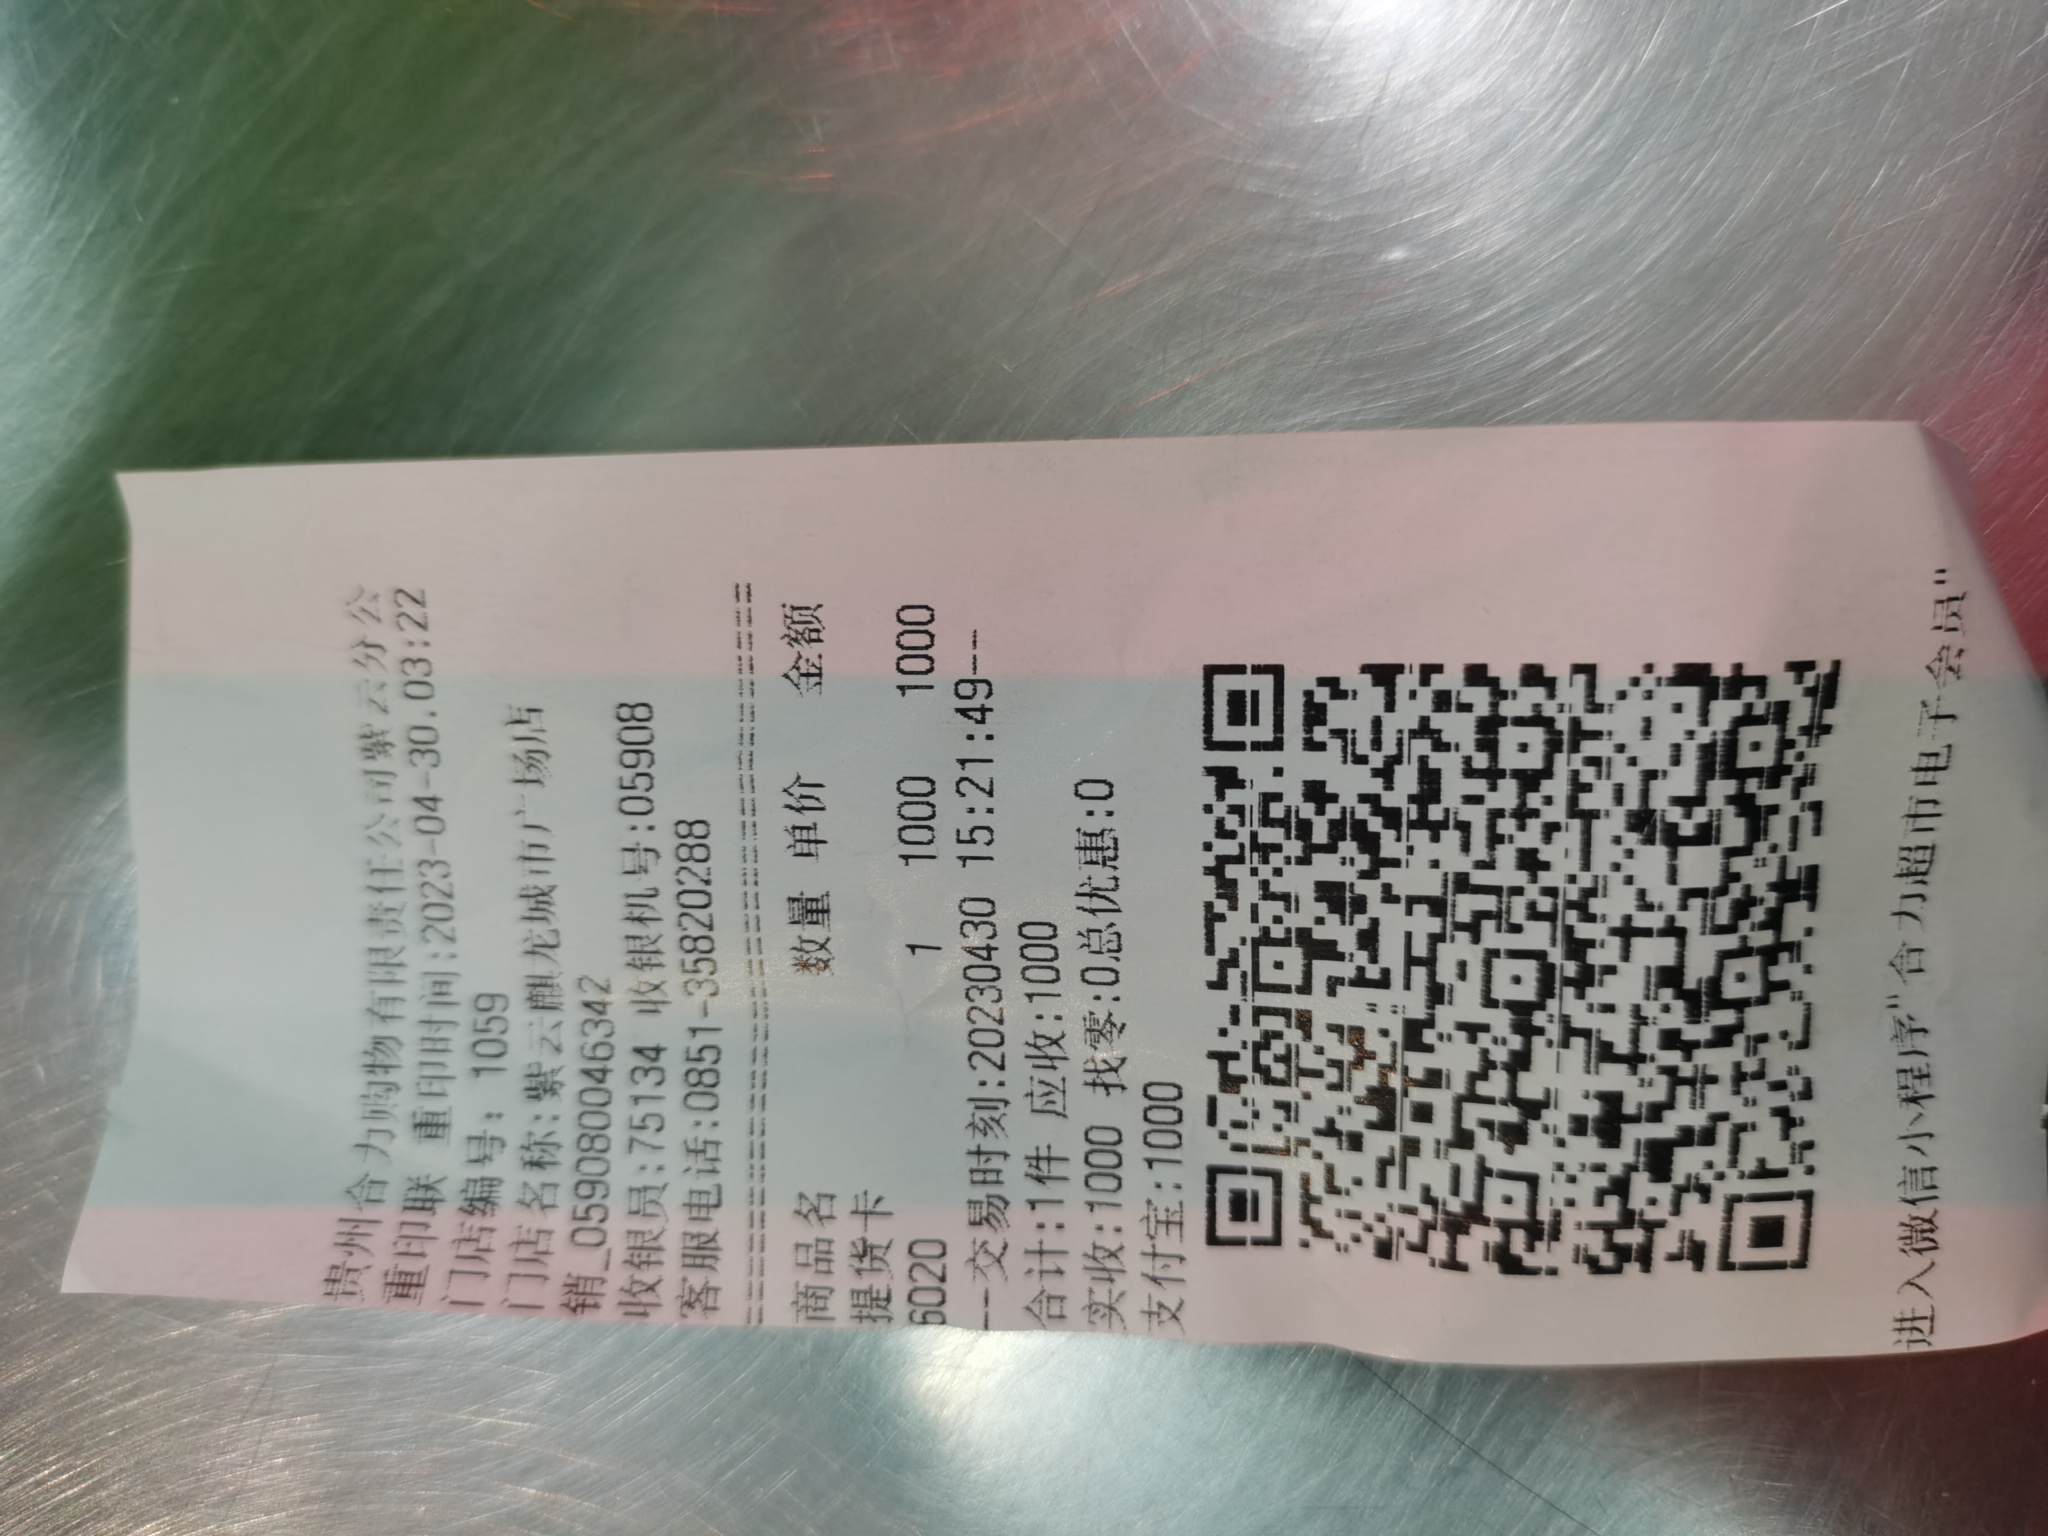 贵州合力购物有限责任公司紫云分公
重印联 重印时间:2023-04-30.03:22
门店编号: 1059
门店名称:紫云麒龙城市广场店
销_059080046342
收银员:75134 收银机号:05908
客服电话:0851-35820288
================================
商品名 数量 单价 金额
提货卡
6020 1 1000 1000
--交易时刻:20230430 15:21:49--
合计:1件 应收:1000
实收:1000 找零:0总优惠:0
支付宝:1000
进入微信小程序"合力超市电子会员"